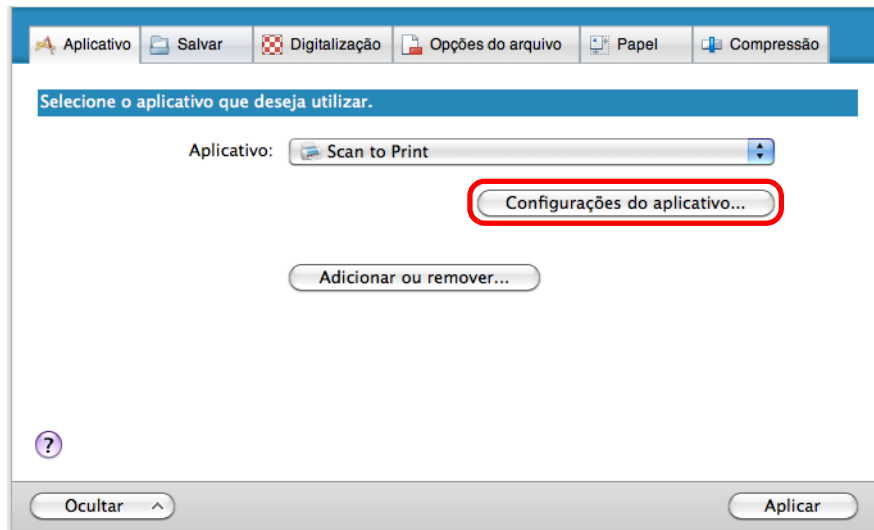 Aplicativo Salvar Digitalização Opções do arquivo Papel Compressão
Selecione o aplicativo que deseja utilizar.
Aplicativo: Scan to Print
Configurações do aplicativo...
Adicionar ou remover...
?
Ocultar Aplicar